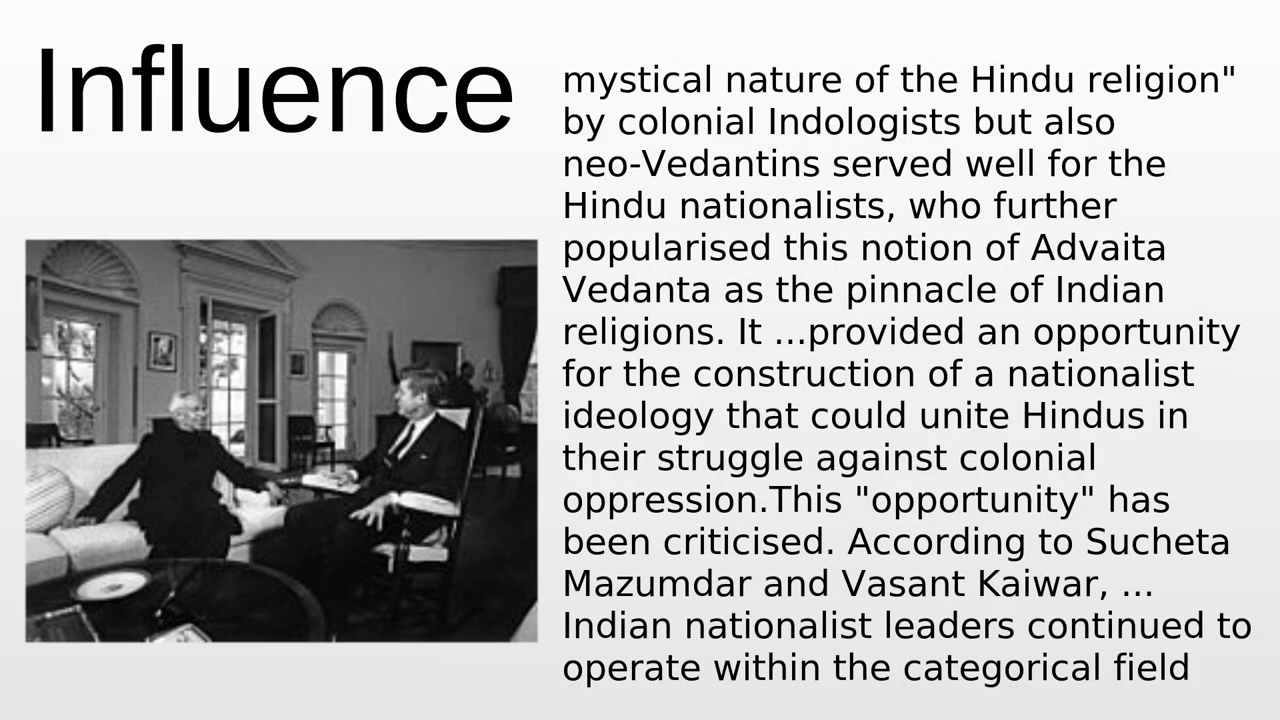 Influence
mystical nature of the Hindu religion"
by colonial Indologists but also
neo-Vedantins served well for the
Hindu nationalists, who further
popularised this notion of Advaita
Vedanta as the pinnacle of Indian
religions. It ...provided an opportunity
for the construction of a nationalist
ideology that could unite Hindus in
their struggle against colonial
oppression.This "opportunity" has
been criticised. According to Sucheta
Mazumdar and Vasant Kaiwar, ...
Indian nationalist leaders continued to
operate within the categorical field